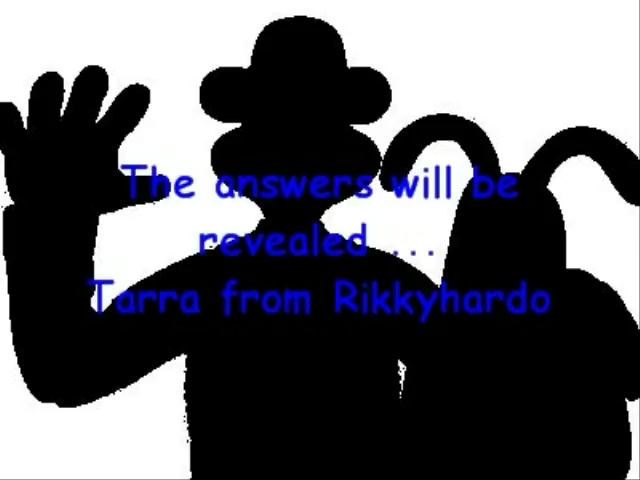 The answers will be
revealed ...
Tarra from Rikkyhardo